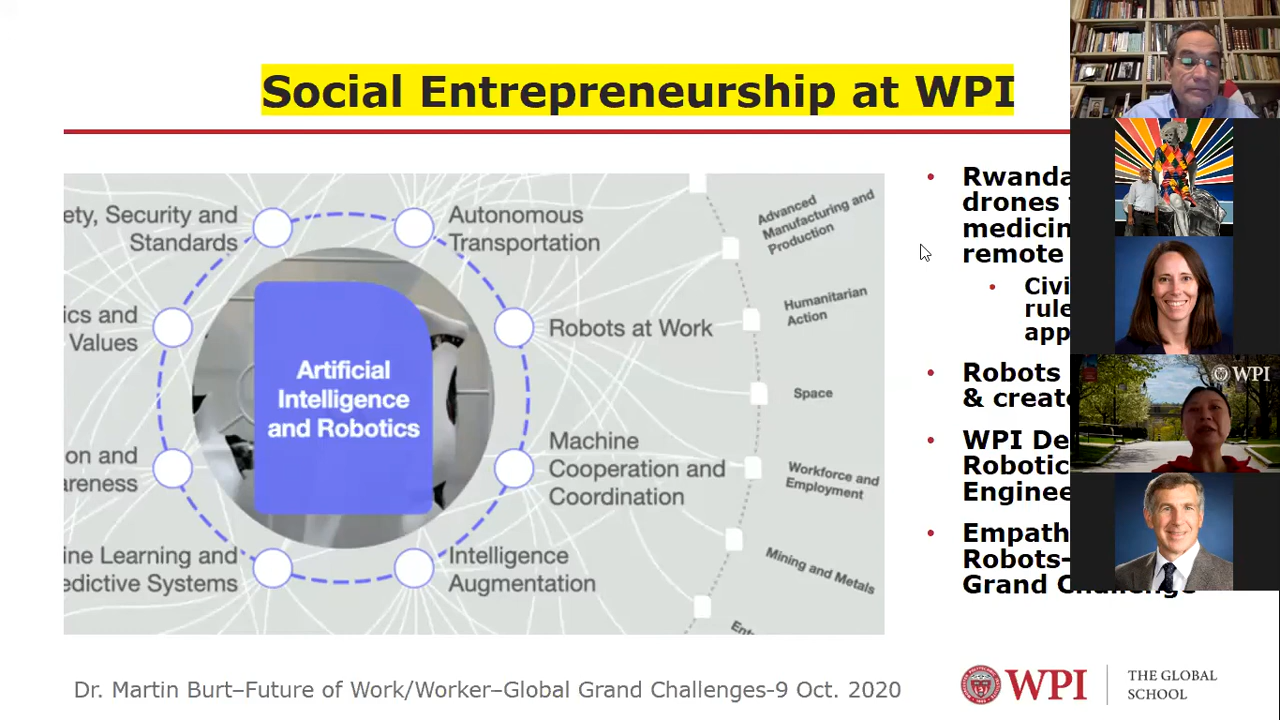 Social Entrepreneurship at WPI
Safety, Security and
Standards
Autonomous
Transportation
ics and
Values
Robots at Work
on and
areness
Machine
Cooperation and
Coordination
ine Learning and
edictive Systems
Intelligence
Augmentation
Artificial
Intelligence
and Robotics
Advanced
Manufacturing and
Production
Humanitarian
Action
Space
Workforce and
Employment
Mining and Metals
Rwanda
drones
medicin
remote
Civi
rule
app
Robots
& create
WPI De
Robotic
Enginee
Empath
Robots–
Grand Challenge
WPI
Dr. Martin Burt–Future of Work/Worker–Global Grand Challenges-9 Oct. 2020
WPI
THE GLOBAL
SCHOOL